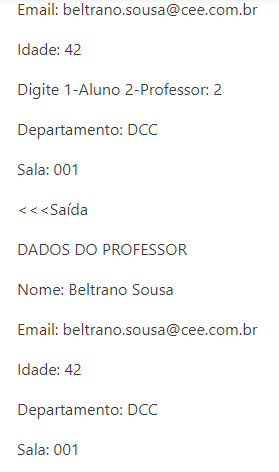 Email: beltrano.sousa@cee.com.br
Idade: 42
Digite 1-Aluno 2-Professor: 2
Departamento: DCC
Sala: 001
<<<Saída
DADOS DO PROFESSOR
Nome: Beltrano Sousa
Email: beltrano.sousa@cee.com.br
Idade: 42
Departamento: DCC
Sala: 001